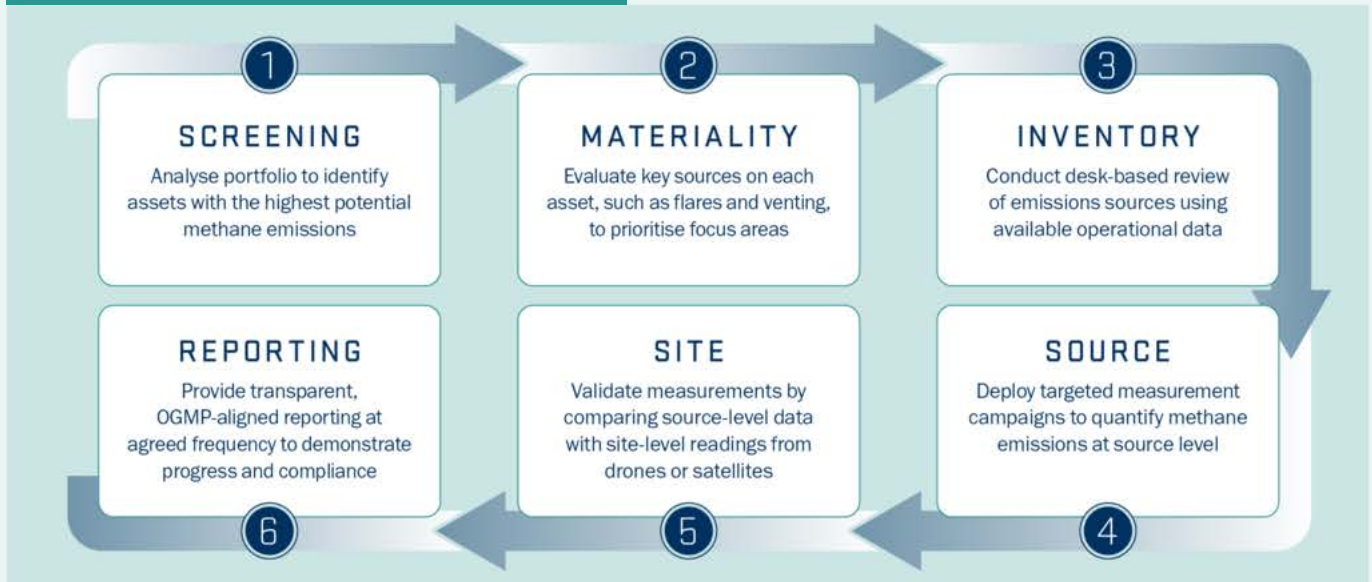 1
SCREENING
Analyse portfolio to identify
assets with the highest potential
methane emissions
2
MATERIALITY
Evaluate key sources on each
asset, such as flares and venting,
to prioritise focus areas
3
INVENTORY
Conduct desk-based review
of emissions sources using
available operational data
SOURCE
Deploy targeted measurement
campaigns to quantify methane
emissions at source level
4
SITE
Validate measurements by
comparing source-level data
with site-level readings from
drones or satellites
5
REPORTING
Provide transparent,
OGMP-aligned reporting at
agreed frequency to demonstrate
progress and compliance
6